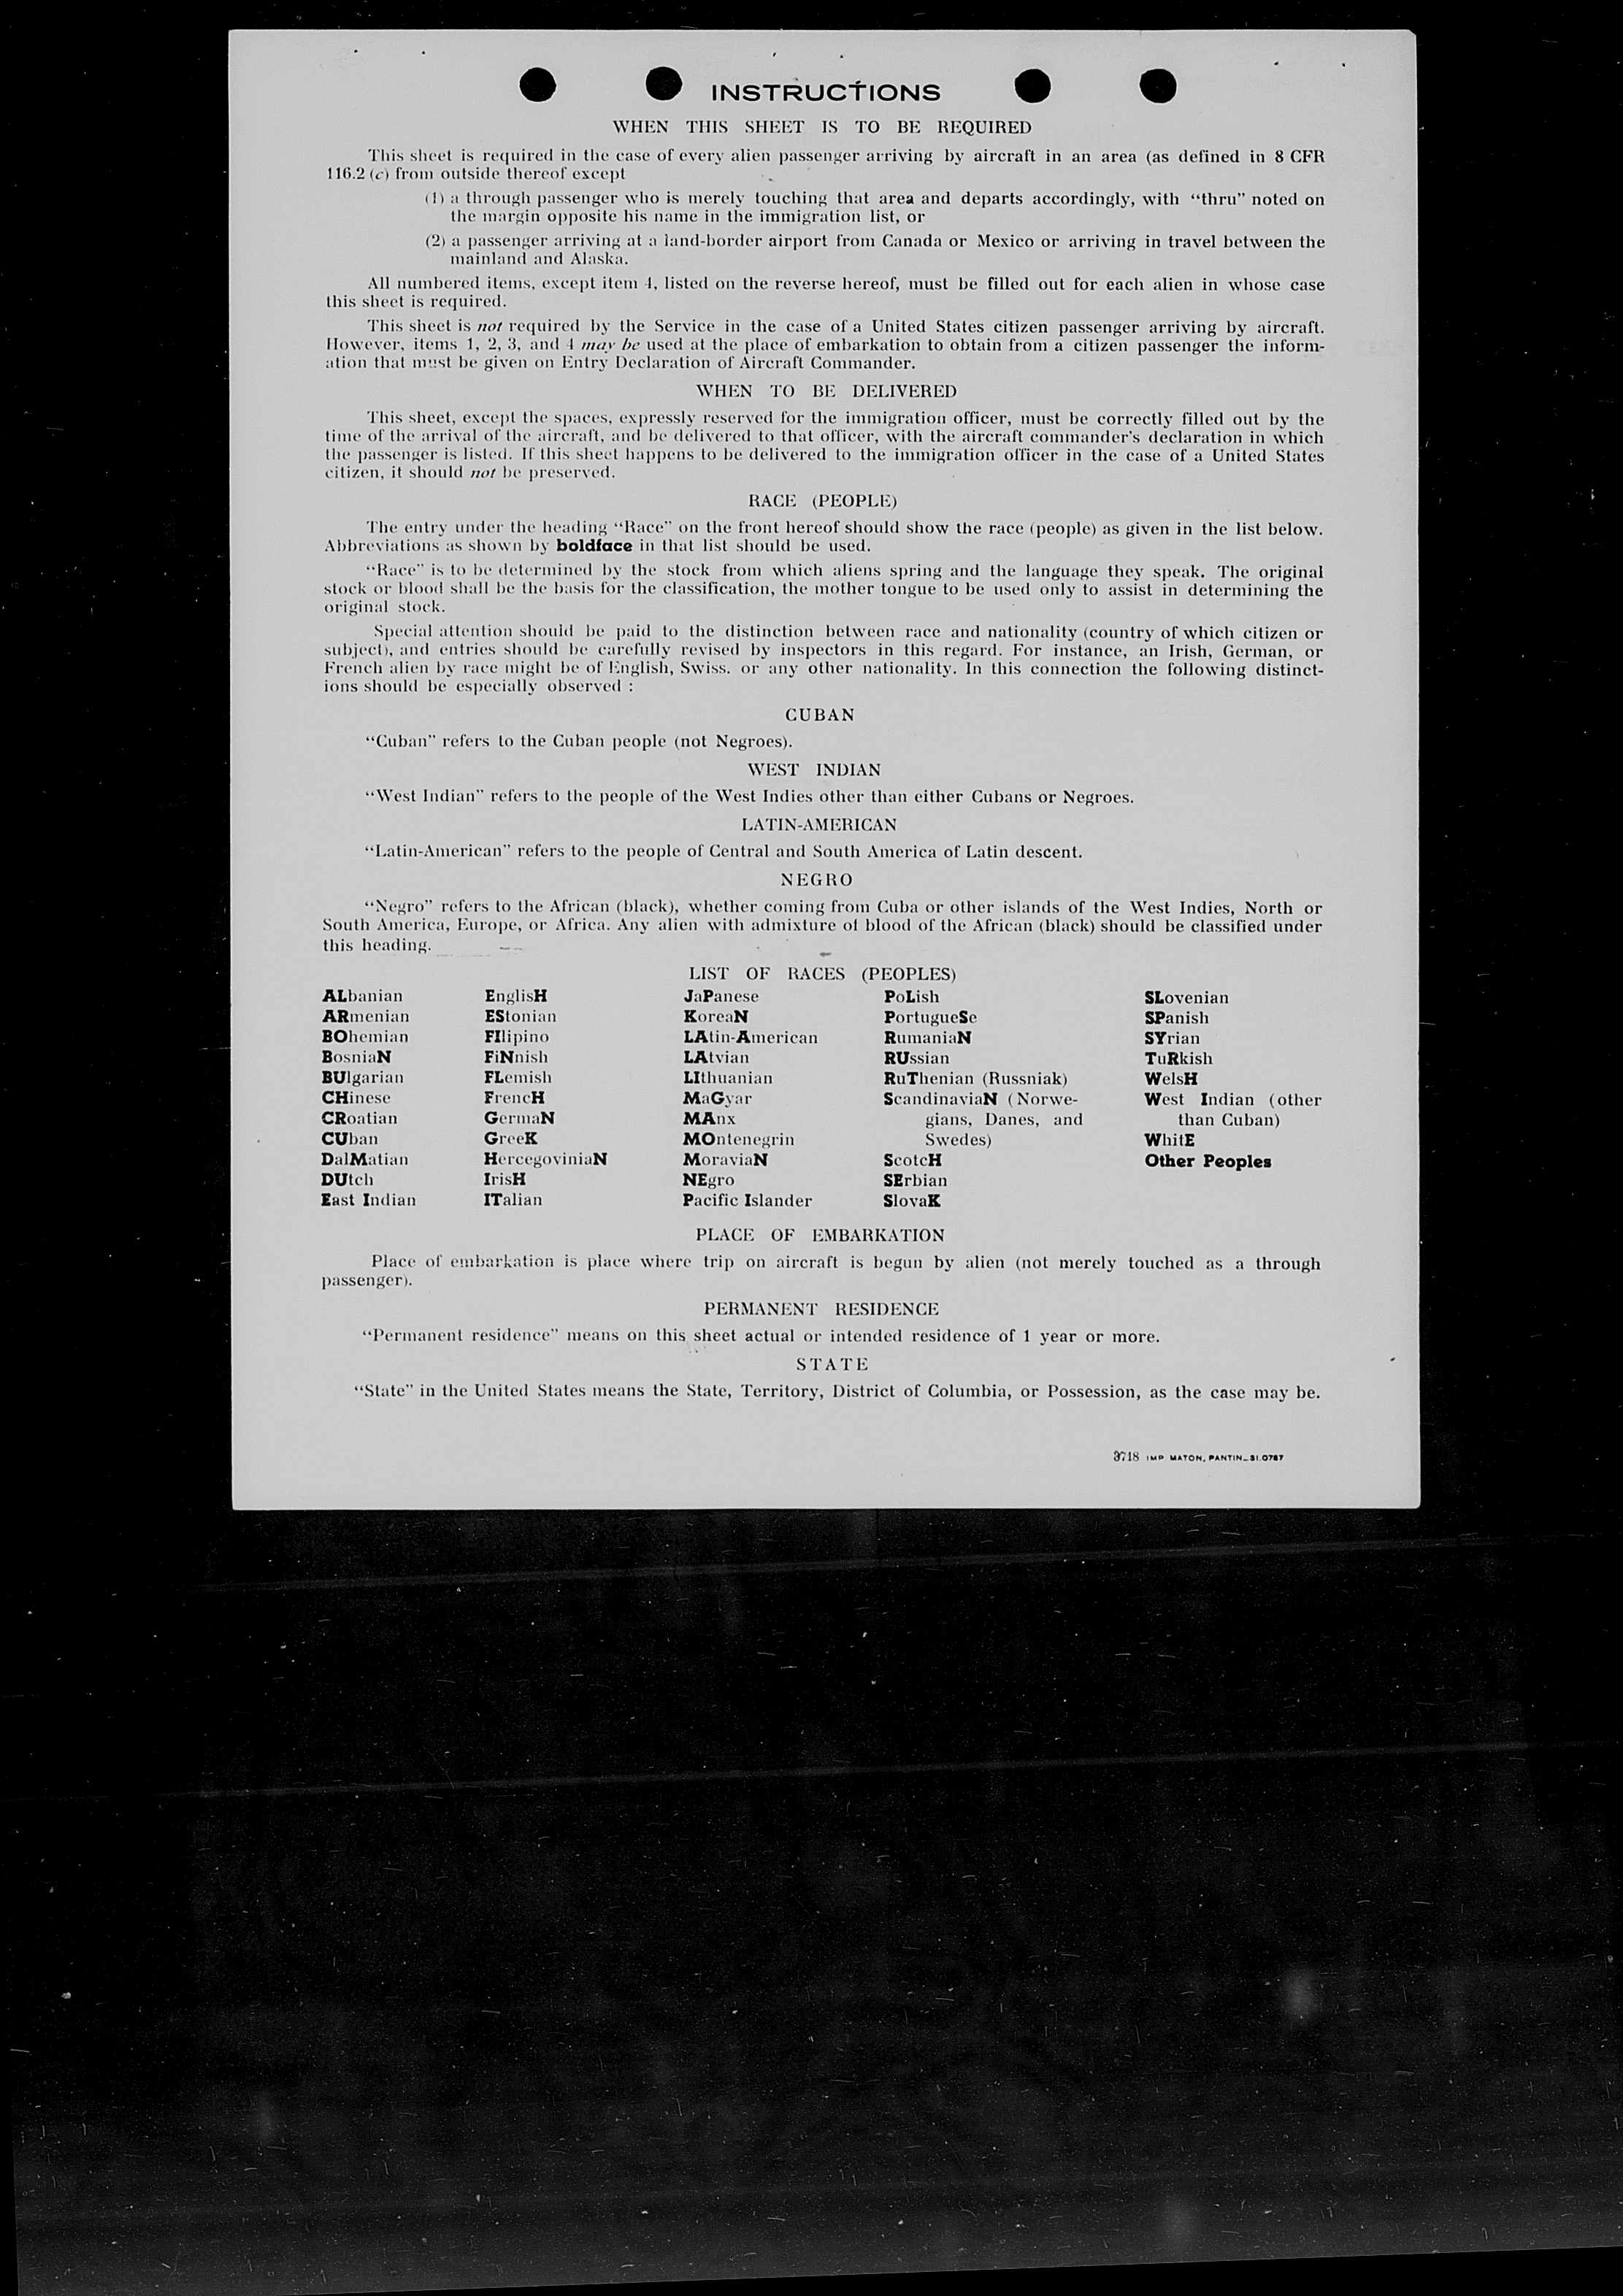 INSTRUCTIONS
WHEN THIS SHEET IS TO BE REQUIRED
This sheet is required in the case of every alien passenger arriving by aircraft in an area (as defined in 8 CFR
116.2 (c) from outside thereof except
(1) a through passenger who is merely touching that area and departs accordingly, with “thru” noted on
the margin opposite his name in the immigration list, or
(2) a passenger arriving at a land-border airport from Canada or Mexico or arriving in travel between the
mainland and Alaska.
All numbered items, except item 4, listed on the reverse hereof, must be filled out for each alien in whose case
this sheet is required.
This sheet is not required by the Service in the case of a United States citizen passenger arriving by aircraft.
However, items 1, 2, 3, and 4 may be used at the place of embarkation to obtain from a citizen passenger the inform-
ation that must be given on Entry Declaration of Aircraft Commander.
WHEN TO BE DELIVERED
This sheet, except the spaces, expressly reserved for the immigration officer, must be correctly filled out by the
time of the arrival of the aircraft, and be delivered to that officer, with the aircraft commander's declaration in which
the passenger is listed. If this sheet happens to be delivered to the immigration officer in the case of a United States
citizen, it should not be preserved.
RACE (PEOPLE)
The entry under the heading “Race” on the front hereof should show the race (people) as given in the list below.
Abbreviations as shown by boldface in that list should be used.
“Race” is to be determined by the stock from which aliens spring and the language they speak. The original
stock or blood shall be the basis for the classification, the mother tongue to be used only to assist in determining the
original stock.
Special attention should be paid to the distinction between race and nationality (country of which citizen or
subject), and entries should be carefully revised by inspectors in this regard. For instance, an Irish, German, or
French alien by race might be of English, Swiss. or any other nationality. In this connection the following distinct-
ions should be especially observed :
CUBAN
“Cuban” refers to the Cuban people (not Negroes).
WEST INDIAN
“West Indian” refers to the people of the West Indies other than either Cubans or Negroes.
LATIN-AMERICAN
“Latin-American” refers to the people of Central and South America of Latin descent.
NEGRO
“Negro” refers to the African (black), whether coming from Cuba or other islands of the West Indies, North or
South America, Europe, or Africa. Any alien with admixture of blood of the African (black) should be classified under
this heading.
LIST OF RACES (PEOPLES)
ALbanian
ARmenian
BOhemian
BosniaN
BUlgarian
CHinese
CRoatian
CUban
DalMatian
DUtch
East Indian
EnglisH
EStonian
FIlipino
FiNnish
FLemish
FrencH
GermaN
GreeK
HercegoviniaN
IrisH
ITalian
JaPanese
KoreaN
LAtin-American
LAtvian
LIthuanian
MaGyar
MAnx
MOntenegrin
MoraviaN
NEgro
Pacific Islander
PoLish
PortugueSe
RumaniaN
RUssian
RuThenian (Russniak)
ScandinaviaN (Norwe-
gians, Danes, and
Swedes)
ScotcH
SErbian
SlovaK
SLovenian
SPanish
SYrian
TuRkish
WelsH
West Indian (other
than Cuban)
WhitE
Other Peoples
PLACE OF EMBARKATION
Place of embarkation is place where trip on aircraft is begun by alien (not merely touched as a through
passenger).
PERMANENT RESIDENCE
“Permanent residence” means on this sheet actual or intended residence of 1 year or more.
STATE
“State” in the United States means the State, Territory, District of Columbia, or Possession, as the case may be.
3718 IMP MATON, PANTIN_SI.0787